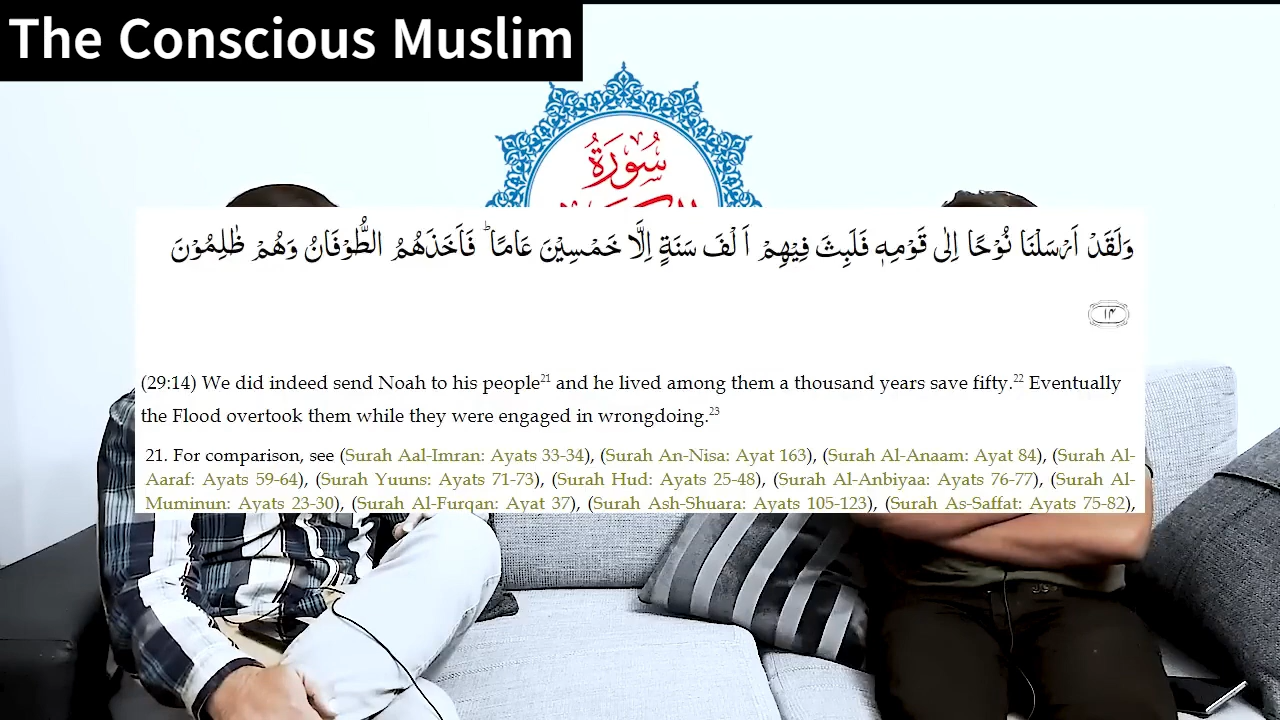 The Conscious Muslim
سُورَةُ
وَلَقَدْ اَرْسَلْنَا نُوْحًا اِلٰى قَوْمِهٖ فَلَبِثَ فِيْهِمْ اَلْفَ سَنَةٍ اِلَّا خَمْسِيْنَ عَامًا ؕ فَاَخَذَهُمُ الطُّوْفَانُ وَهُمْ ظٰلِمُوْنَ
۱۴
(29:14) We did indeed send Noah to his people21 and he lived among them a thousand years save fifty.22 Eventually
the Flood overtook them while they were engaged in wrongdoing.23
21. For comparison, see (Surah Aal-Imran: Ayats 33-34), (Surah An-Nisa: Ayat 163), (Surah Al-Anaam: Ayat 84), (Surah Al-
Aaraf: Ayats 59-64), (Surah Yuuns: Ayats 71-73), (Surah Hud: Ayats 25-48), (Surah Al-Anbiyaa: Ayats 76-77), (Surah Al-
Muminun: Ayats 23-30), (Surah Al-Furqan: Ayat 37), (Surah Ash-Shuara: Ayats 105-123), (Surah As-Saffat: Ayats 75-82),